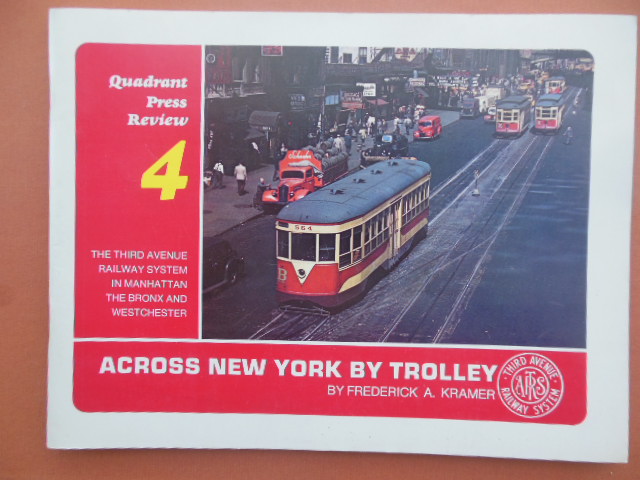 Quadrant
Press
Review
4
THE THIRD AVENUE
RAILWAY SYSTEM
IN MANHATTAN
THE BRONX AND
WESTCHESTER
564
B
ACROSS NEW YORK BY TROLLEY
BY FREDERICK A. KRAMER
THIRD AVENUE
TARS
RAILWAY SYSTEM